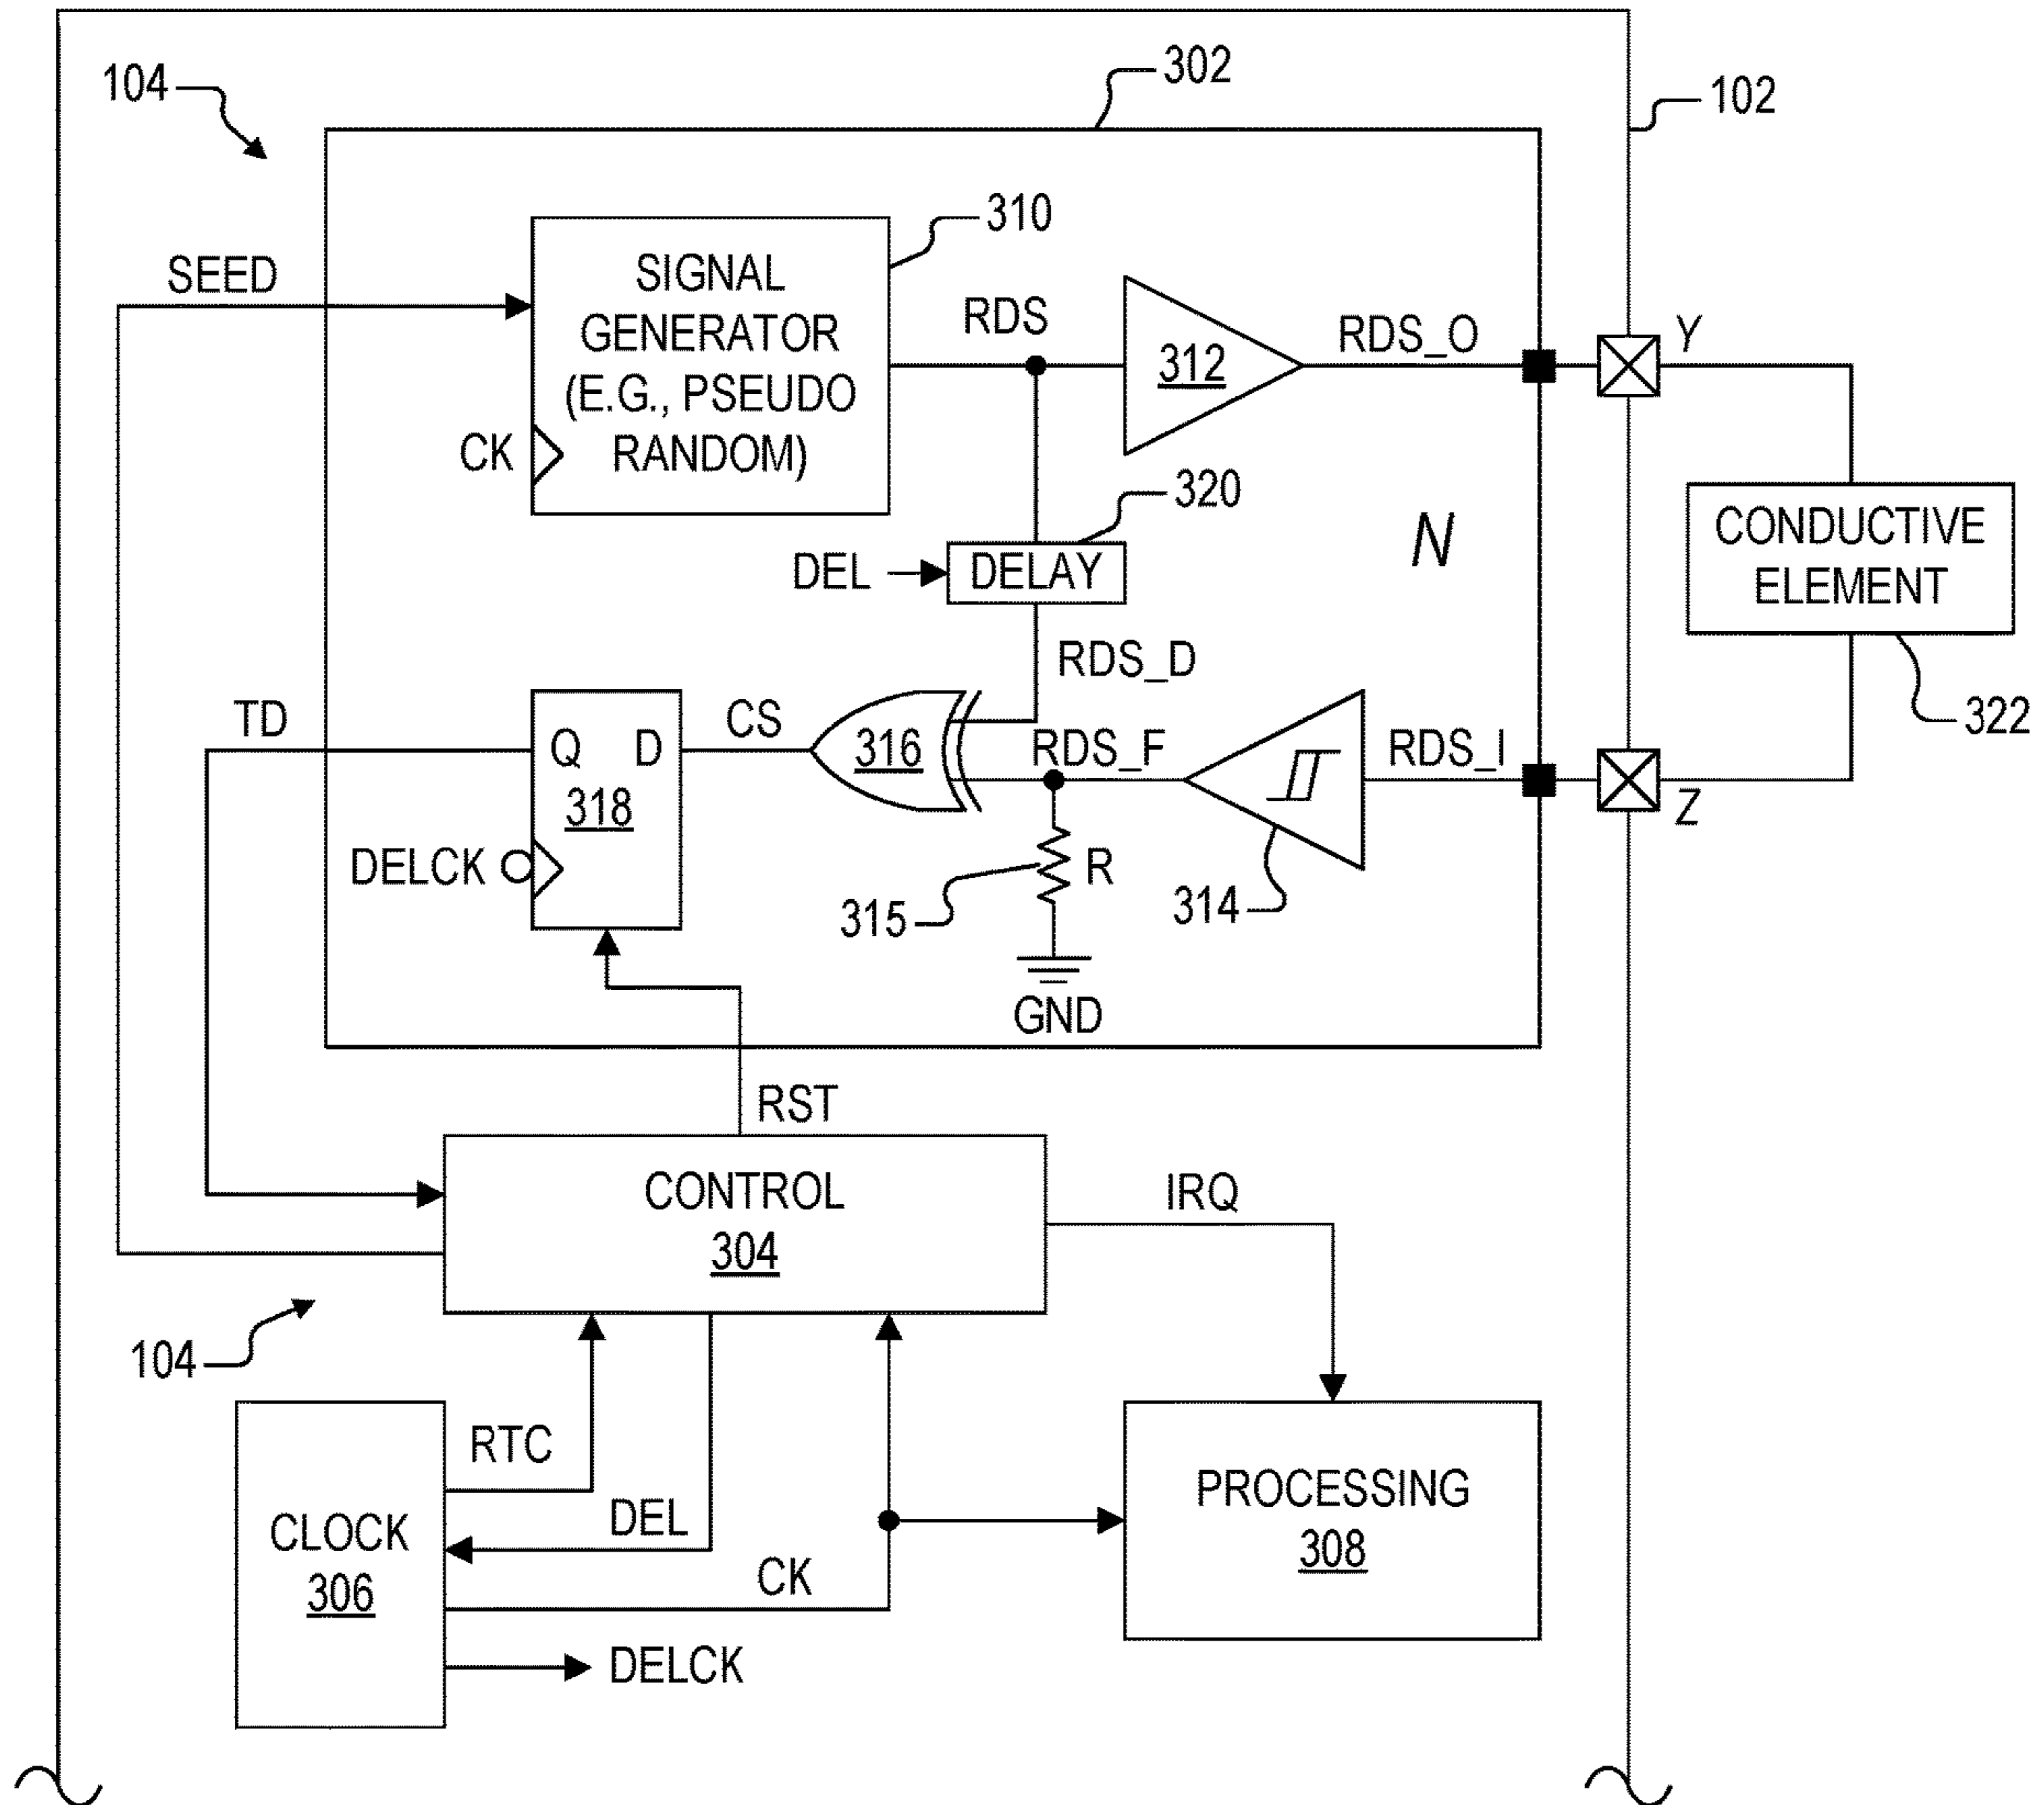 302
104
102
310
SEED
SIGNAL
GENERATOR
(E.G., PSEUDO
RANDOM)
CK
RDS
312
RDS_O
Y
320
N
CONDUCTIVE
ELEMENT
DEL
DELAY
RDS_D
322
TD
Q D
318
CS
316
RDS_F
RDS_I
Z
DELCK
R
315
314
GND
RST
CONTROL
304
IRQ
104
RTC
DEL
CLOCK
306
CK
PROCESSING
308
DELCK